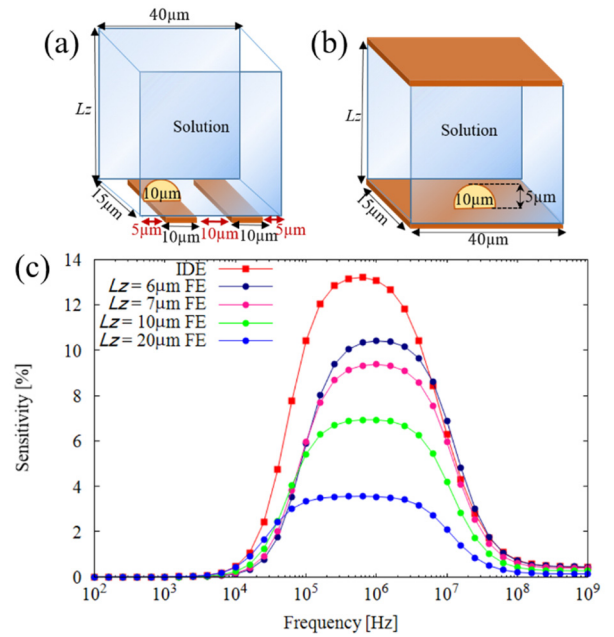 (a)
40μm
Lz
Solution
15μm
10μm
5μm
10μm
10μm
10μm
5μm
(b)
Lz
Solution
15μm
10μm
5μm
40μm
(c)
Sensitivity [%]
14
12
10
8
6
4
2
0
IDE
Lz = 6μm FE
Lz = 7μm FE
Lz = 10μm FE
Lz = 20μm FE
10² 10³ 10⁴ 10⁵ 10⁶ 10⁷ 10⁸ 10⁹
Frequency [Hz]